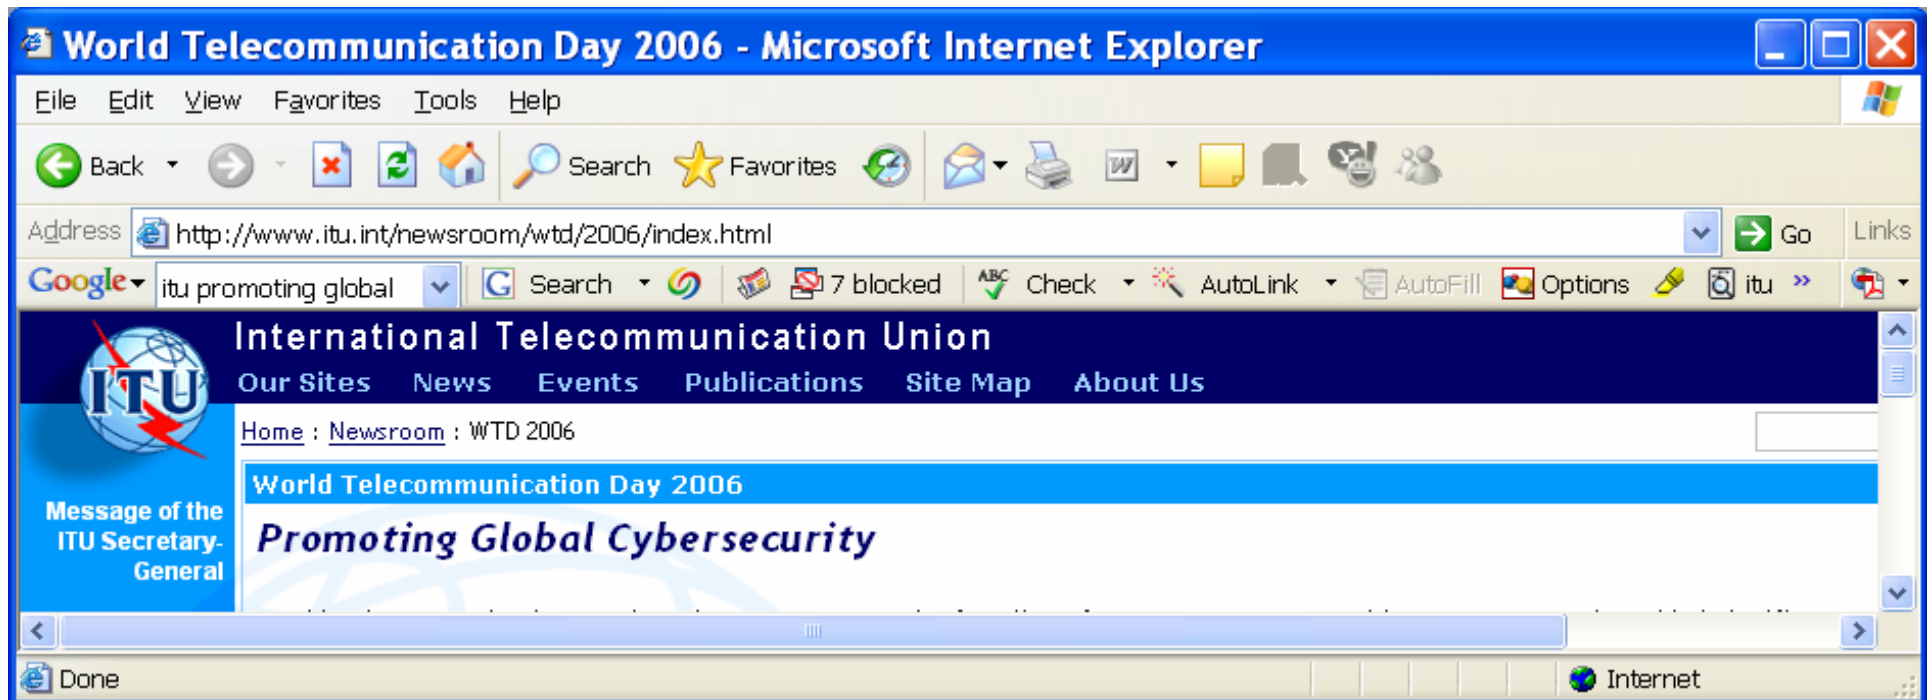 World Telecommunication Day 2006 - Microsoft Internet Explorer
File Edit View Favorites Tools Help
Back Search Favorites W
Address http://www.itu.int/newsroom/wtd/2006/index.html Go Links
Google itu promoting global G Search 7 blocked ABC Check AutoLink AutoFill Options itu »
International Telecommunication Union
Our Sites News Events Publications Site Map About Us
ITU
Home : Newsroom : WTD 2006
World Telecommunication Day 2006
Message of the
ITU Secretary-
General
Promoting Global Cybersecurity
Done Internet